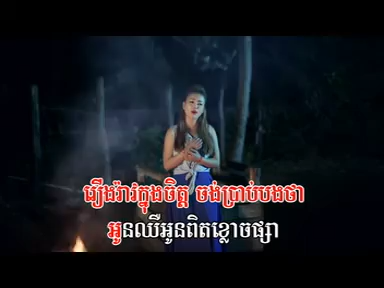 រឿងរ៉ាវក្នុងចិត្ត ចង់ប្រាប់បងថា
អូនឈឺអូនពិតខ្លោចផ្សា